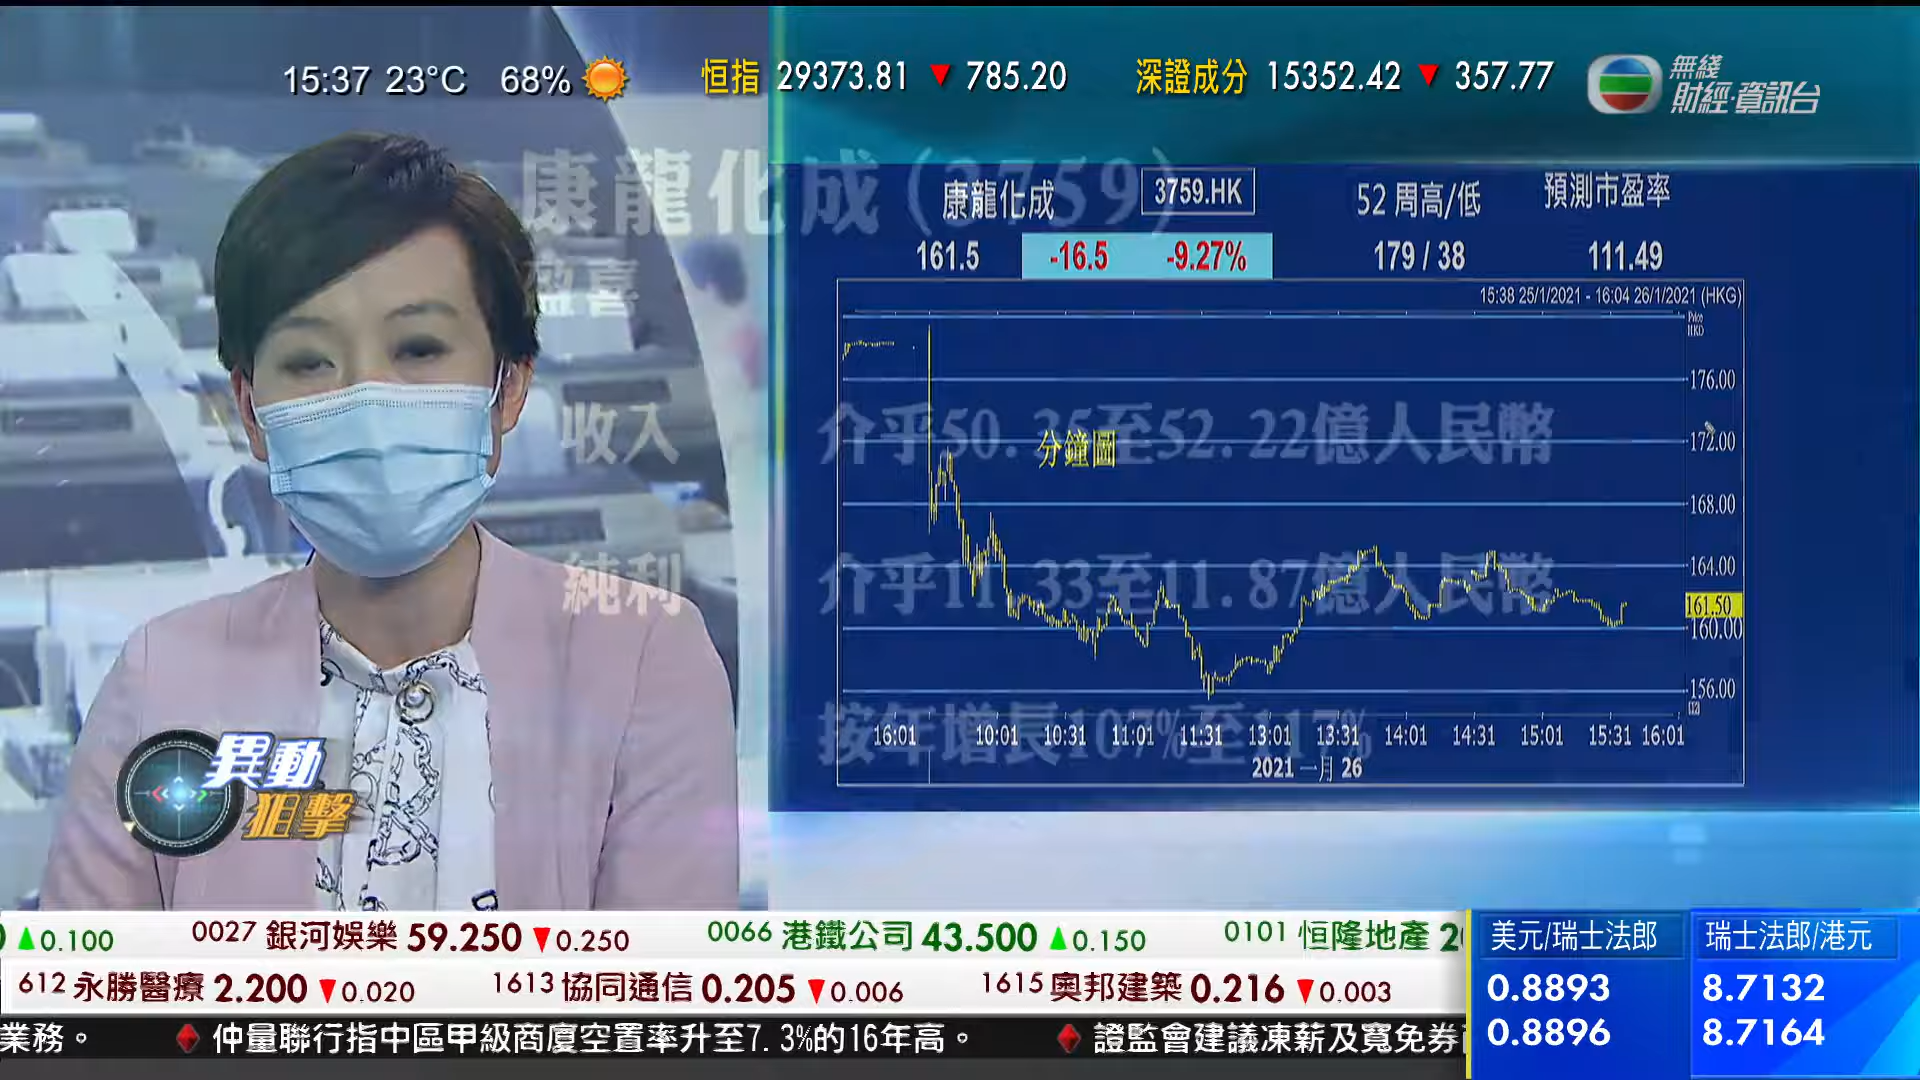 15:37 23°C 68%
恒指 29373.81 ▼ 785.20
深證成分 15352.42 ▼ 357.77
無綫
財經·資訊台
康龍化成(3759)
盈喜
收入 介乎50.35至52.22億人民幣
純利 介乎11.33至11.87億人民幣
按年增長107%至117%
康龍化成 3759.HK 52 周高/低 預測市盈率
161.5 -16.5 -9.27% 179 / 38 111.49
15:38 25/1/2021 - 16:04 26/1/2021 (HKG)
Price
HKD
分鐘圖
176.00
172.00
168.00
164.00
161.50
160.00
156.00
16:01 10:01 10:31 11:01 11:31 13:01 13:31 14:01 14:31 15:01 15:31 16:01
2021 一月 26
異動
狙擊
▲0.100 0027 銀河娛樂 59.250 ▼0.250 0066 港鐵公司 43.500 ▲0.150 0101 恒隆地產
612 永勝醫療 2.200 ▼0.020 1613 協同通信 0.205 ▼0.006 1615 奧邦建築 0.216 ▼0.003
業務。 仲量聯行指中區甲級商廈空置率升至7.3%的16年高。 證監會建議凍薪及寬免券
美元/瑞士法郎
0.8893
0.8896
瑞士法郎/港元
8.7132
8.7164